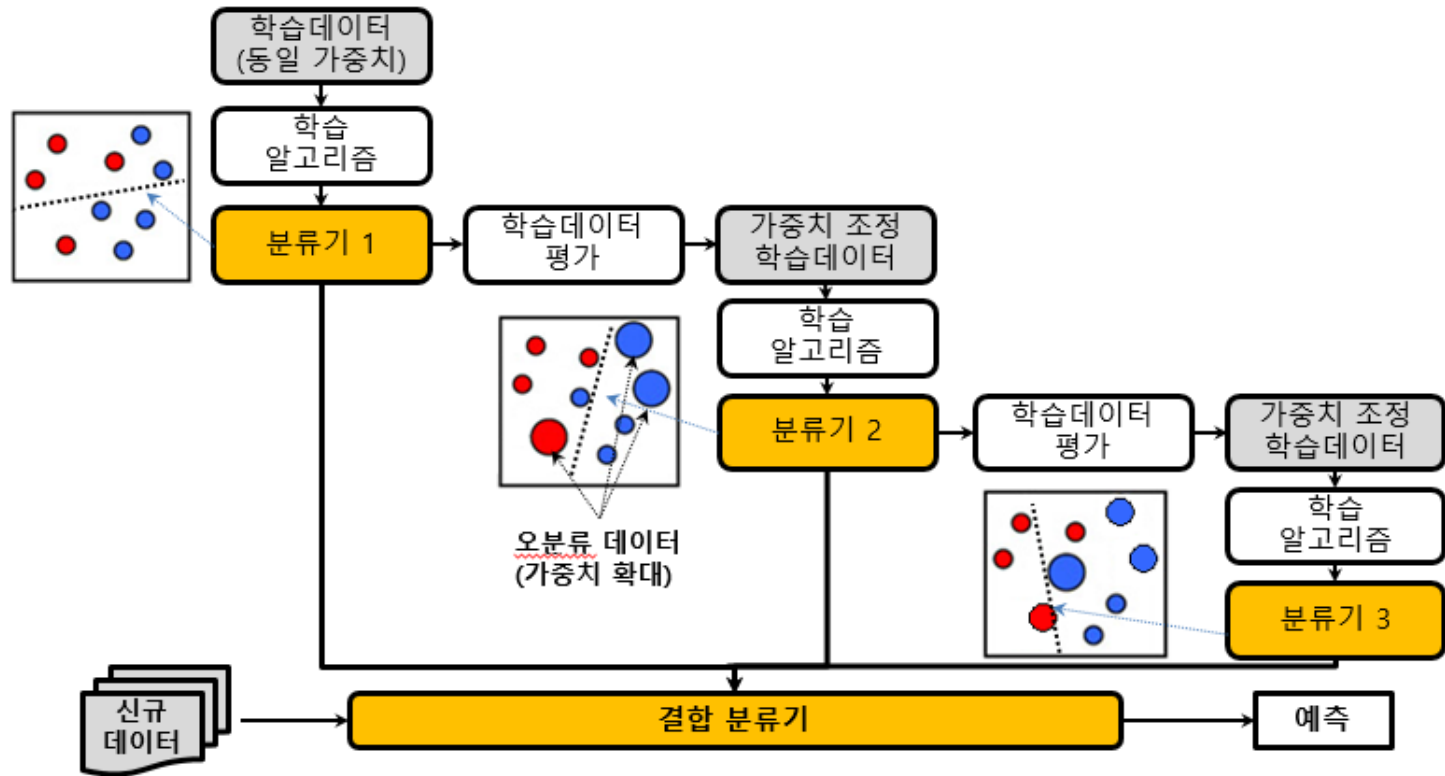 학습데이터
(동일 가중치)
학습
알고리즘
분류기 1
학습데이터
평가
가중치 조정
학습데이터
학습
알고리즘
분류기 2
학습데이터
평가
가중치 조정
학습데이터
오분류 데이터
(가중치 확대)
학습
알고리즘
분류기 3
신규
데이터
결합 분류기
예측